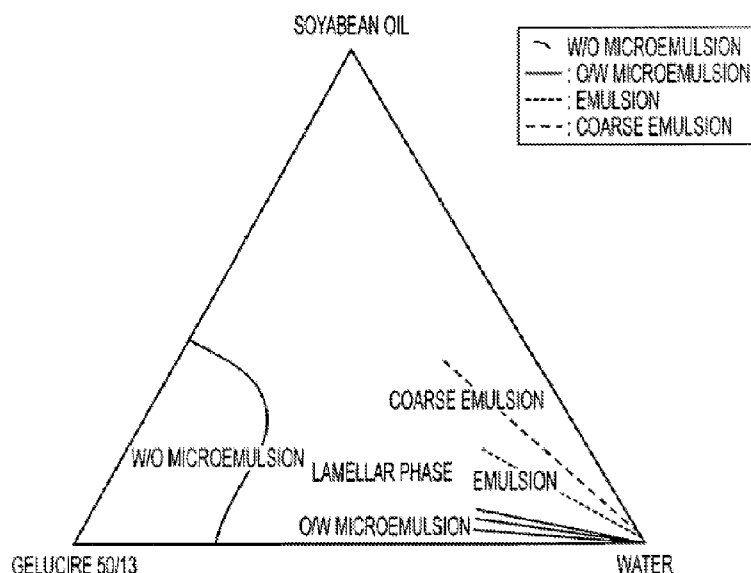 SOYABEAN OIL
W/O MICROEMULSION
: O/W MICROEMULSION
: EMULSION
: COARSE EMULSION
COARSE EMULSION
W/O MICROEMULSION
LAMELLAR PHASE
EMULSION
O/W MICROEMULSION
GELUCIRE 50/13
WATER